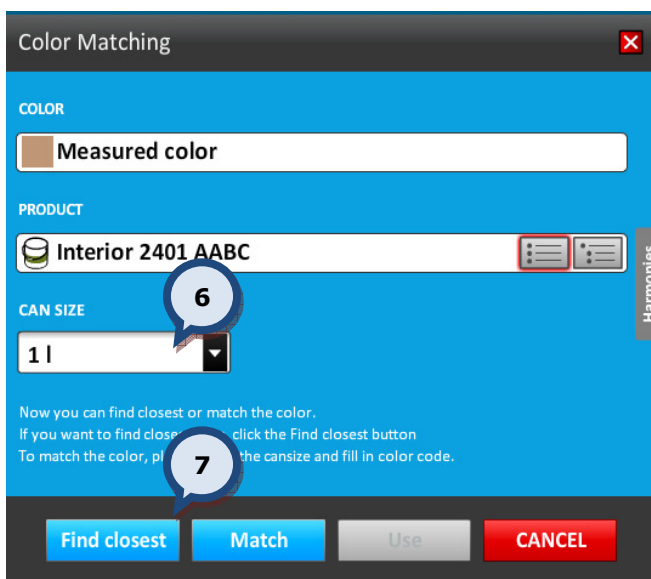 Color Matching
COLOR
Measured color
PRODUCT
Interior 2401 AABC
Harmonies
CAN SIZE
6
1 l
Now you can find closest or match the color.
If you want to find close click the Find closest button
To match the color, the cansize and fill in color code.
7
Find closest Match Use CANCEL